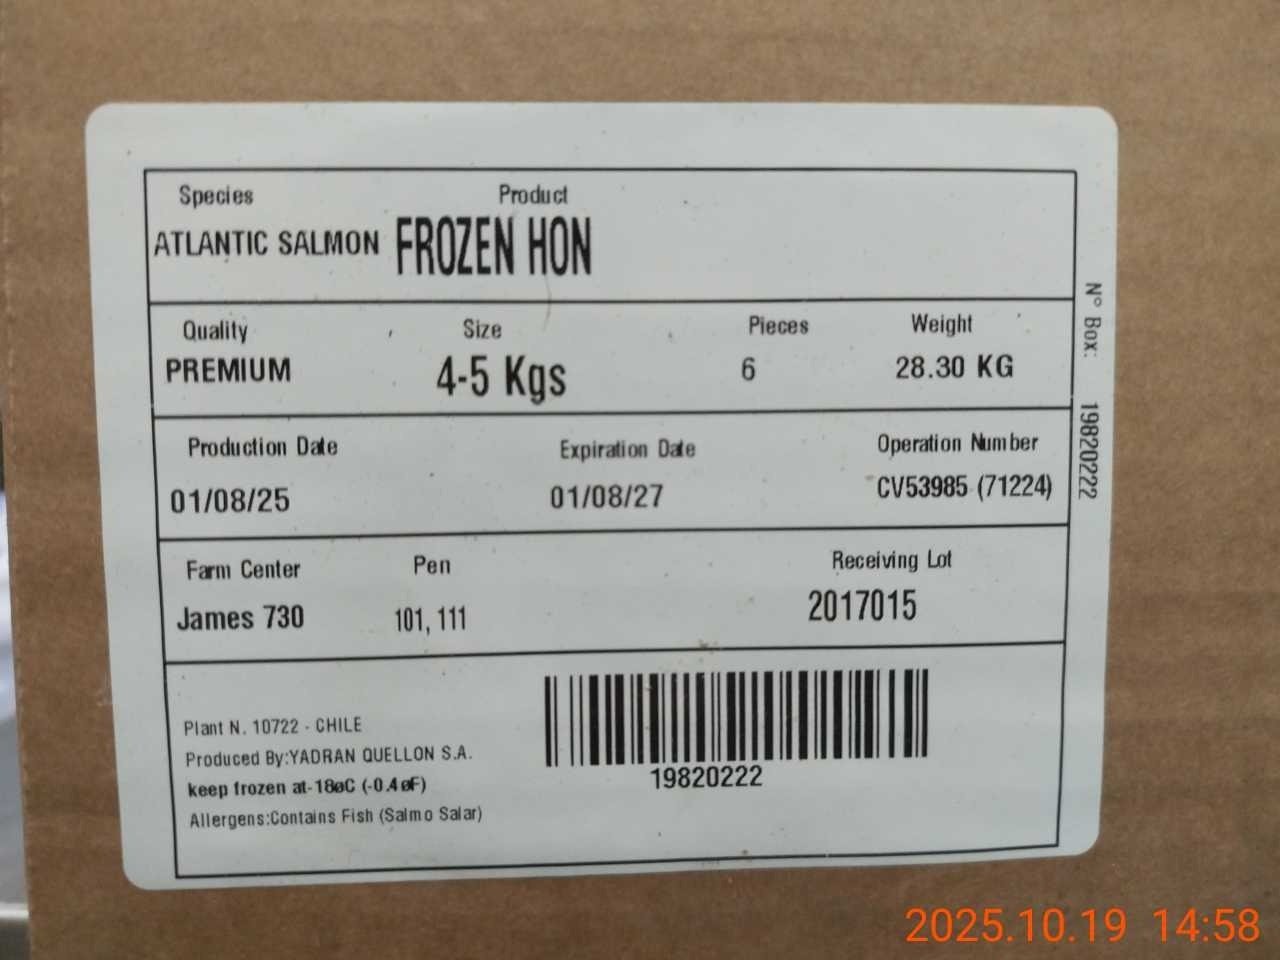 Species Product
ATLANTIC SALMON FROZEN HON
Quality Size Pieces Weight
PREMIUM 4-5 Kgs 6 28.30 KG
Production Date Expiration Date Operation Number
01/08/25 01/08/27 CV53985 (71224)
Farm Center Pen Receiving Lot
James 730 101, 111 2017015
Plant N. 10722 - CHILE
Produced By:YADRAN QUELLON S.A.
keep frozen at-18øC (-0.4øF)
Allergens:Contains Fish (Salmo Salar)
19820222
N° Box: 19820222
2025.10.19 14:58